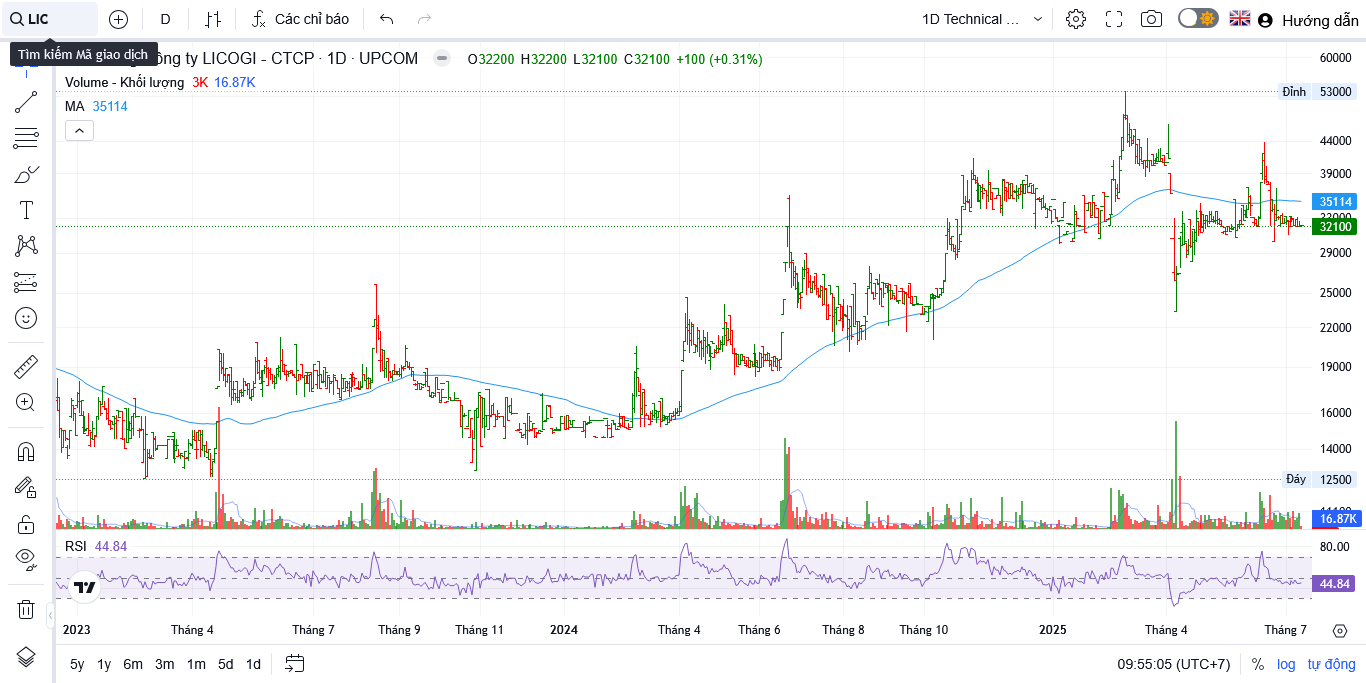 LIC D Các chỉ báo 1D Technical ... Hướng dẫn
Tìm kiếm Mã giao dịch
ông ty LICOGI - CTCP · 1D · UPCOM O32200 H32200 L32100 C32100 +100 (+0.31%)
Volume - Khối lượng 3K 16.87K
MA 35114
60000
Đỉnh 53000
44000
39000
35114
32100
29000
25000
22000
19000
16000
14000
Đáy 12500
16.87K
RSI 44.84
80.00
44.84
2023 Tháng 4 Tháng 7 Tháng 9 Tháng 11 2024 Tháng 4 Tháng 6 Tháng 8 Tháng 10 2025 Tháng 4 Tháng 7
5y 1y 6m 3m 1m 5d 1d 09:55:05 (UTC+7) % log tự động